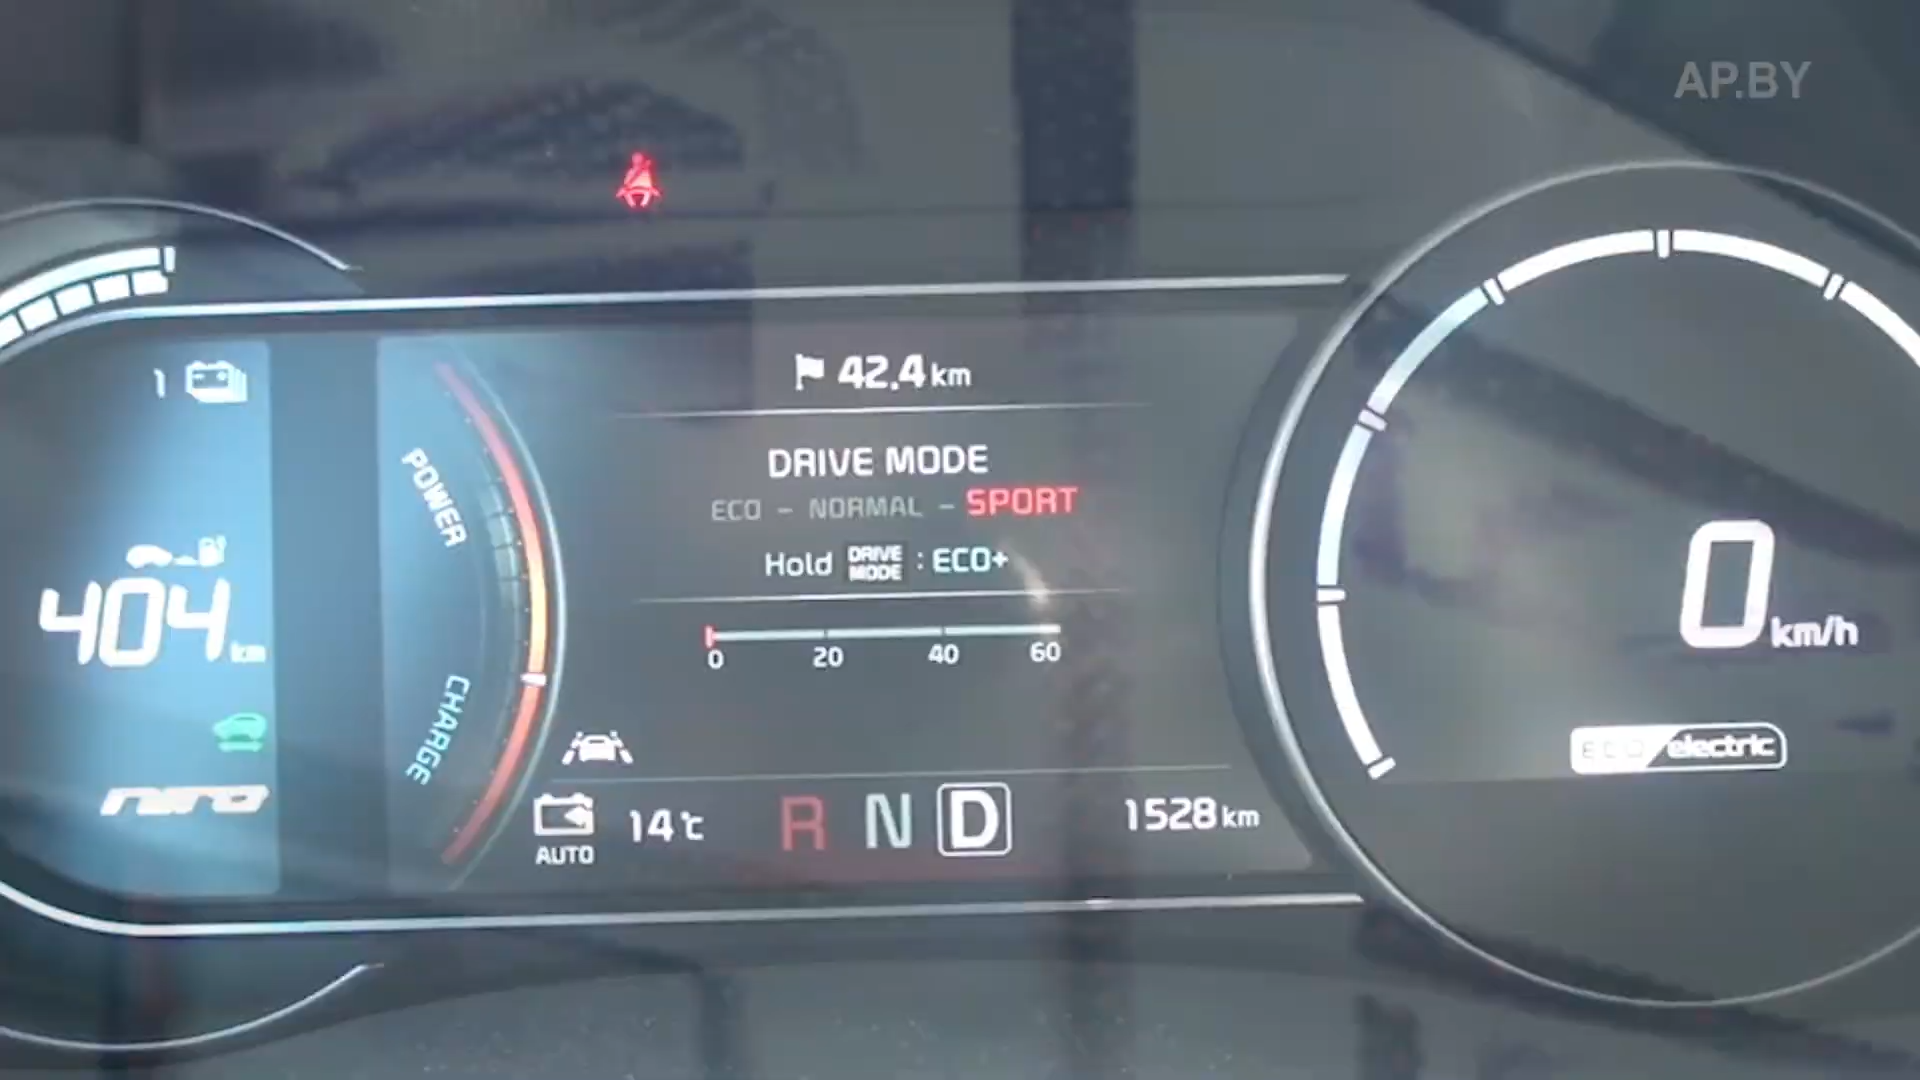 AP.BY
1
42.4 km
DRIVE MODE
ECO - NORMAL - SPORT
Hold DRIVE MODE : ECO+
0 20 40 60
POWER
CHARGE
404 km
niro
AUTO
14°C
R N D
1528 km
0 km/h
ECO electric